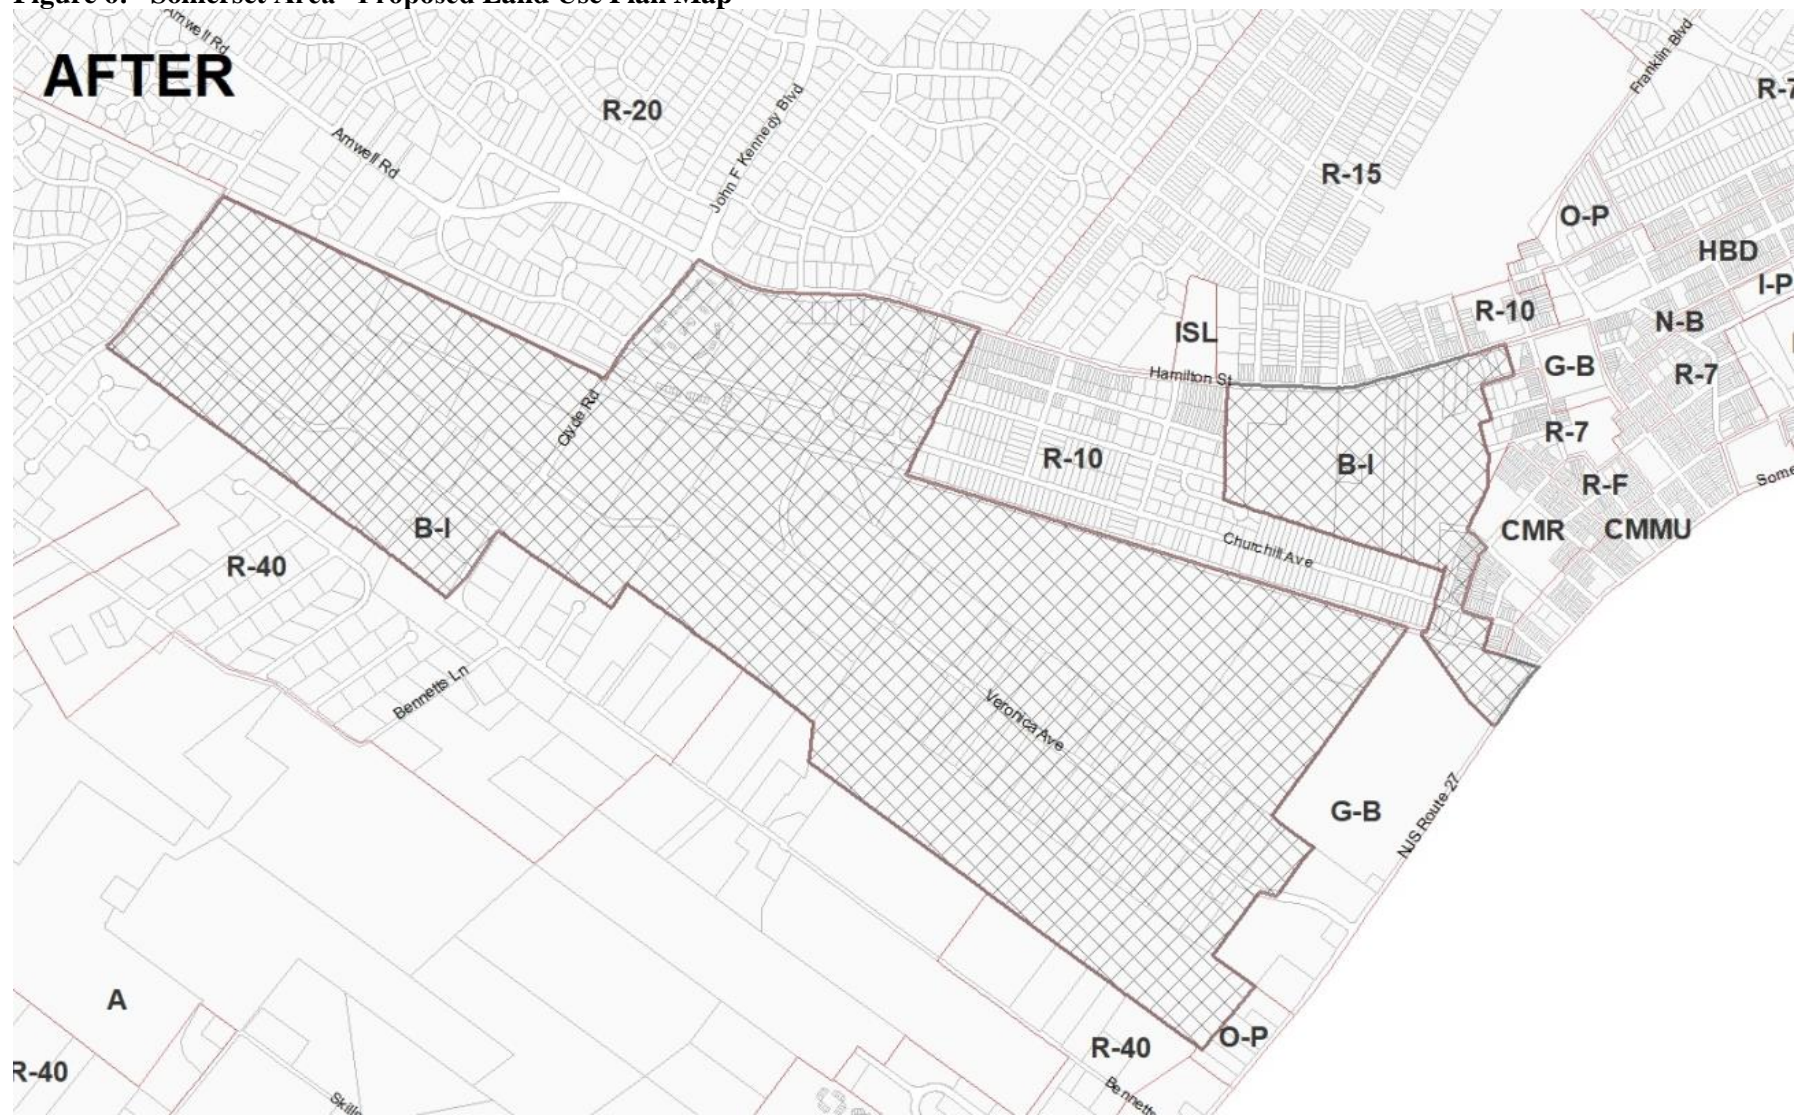 Figure 6: "Somerset Area" Proposed Land Use Plan Map
AFTER
Amwell Rd
Amwell Rd
R-20
John F Kennedy Blvd
Franklin Blvd
R-7
R-15
O-P
HBD
I-P
R-10
N-B
ISL
Hamilton St
G-B
R-7
Clyde Rd
R-7
R-10
B-I
R-F
CMR
CMMU
B-I
Churchill Ave
R-40
Bennetts Ln
Veronica Ave
G-B
NJS Route 27
A
O-P
R-40
R-40